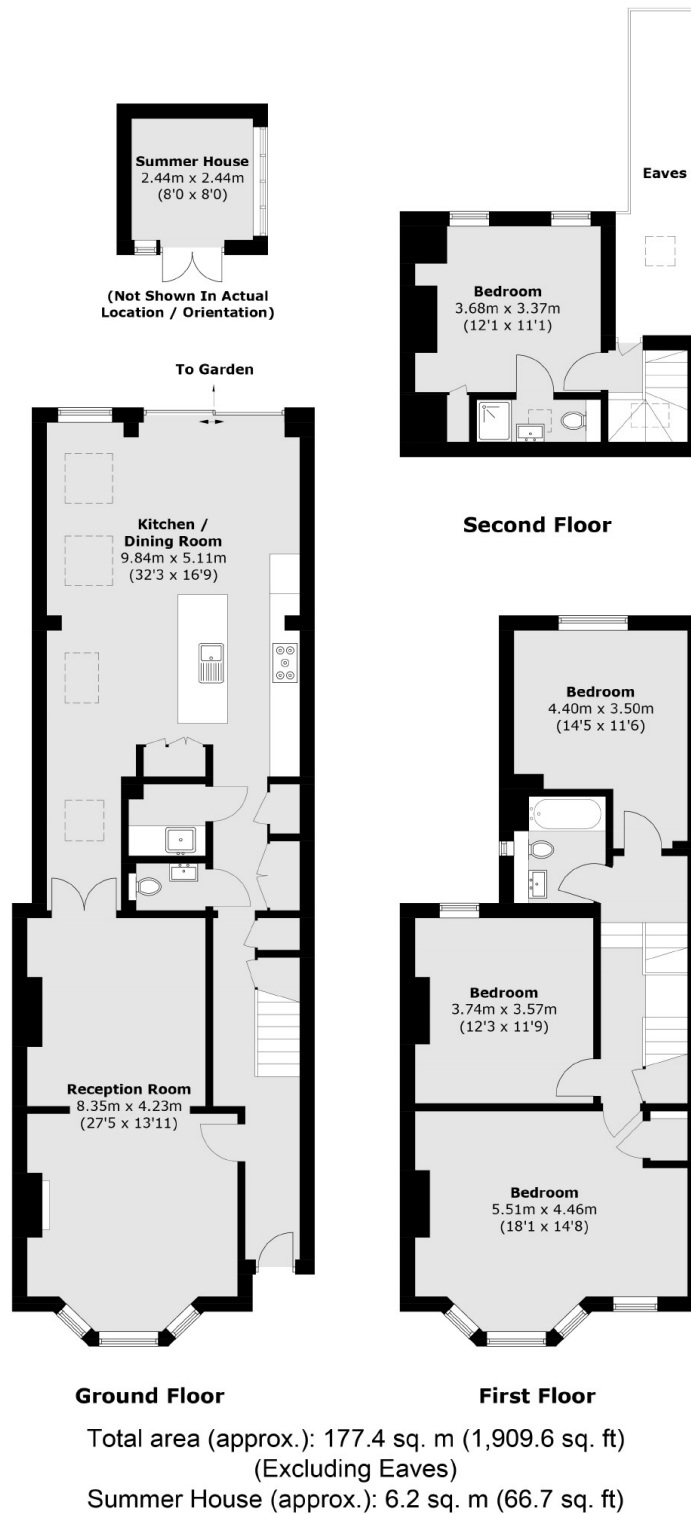 Summer House
2.44m x 2.44m
(8'0 x 8'0)
(Not Shown In Actual
Location / Orientation)
Eaves
Bedroom
3.68m x 3.37m
(12'1 x 11'1)
Second Floor
To Garden
Kitchen /
Dining Room
9.84m x 5.11m
(32'3 x 16'9)
Reception Room
8.35m x 4.23m
(27'5 x 13'11)
Ground Floor
Bedroom
4.40m x 3.50m
(14'5 x 11'6)
Bedroom
3.74m x 3.57m
(12'3 x 11'9)
Bedroom
5.51m x 4.46m
(18'1 x 14'8)
First Floor
Total area (approx.): 177.4 sq. m (1,909.6 sq. ft)
(Excluding Eaves)
Summer House (approx.): 6.2 sq. m (66.7 sq. ft)